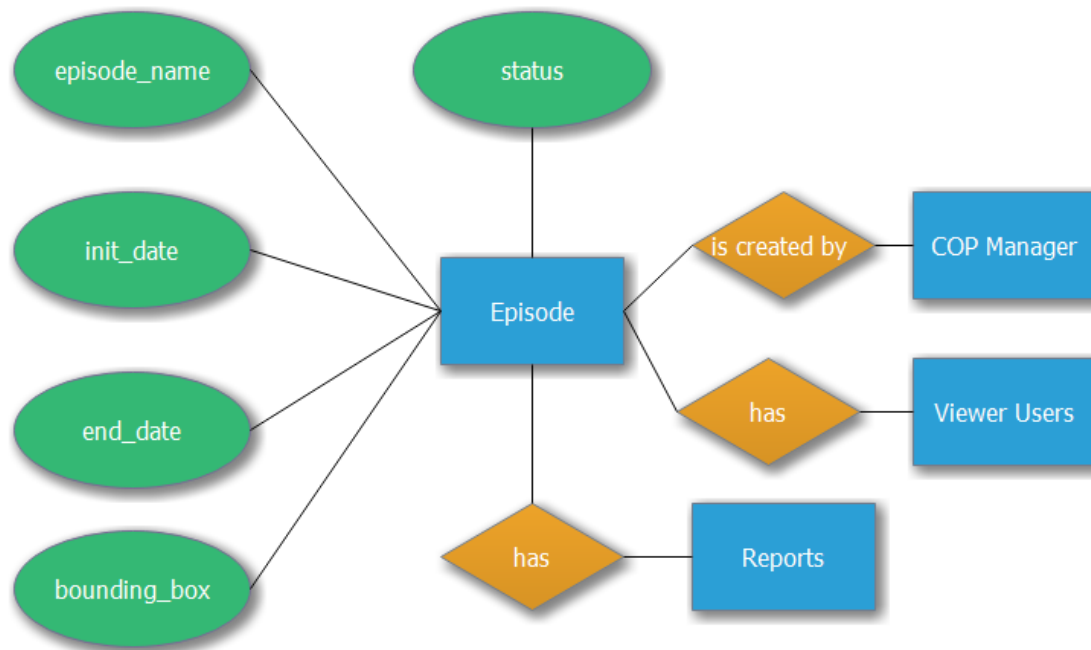 episode_name
status
init_date
is created by
COP Manager
Episode
end_date
has
Viewer Users
bounding_box
has
Reports